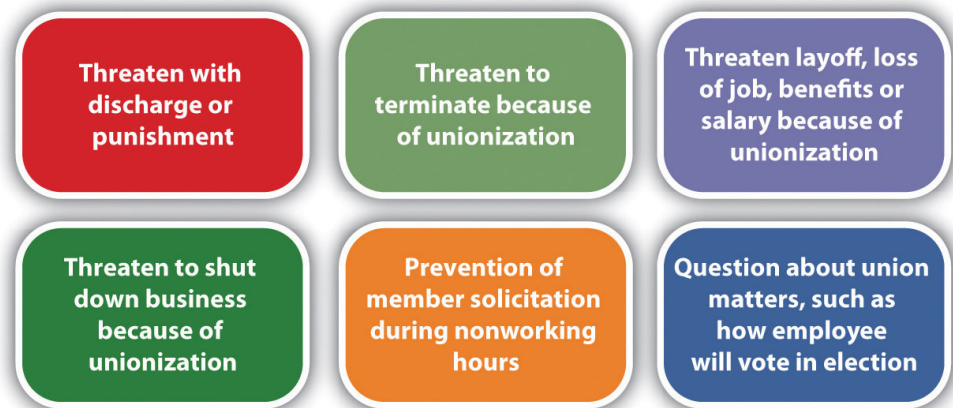 Threaten with
discharge or
punishment
Threaten to
terminate because
of unionization
Threaten layoff, loss
of job, benefits or
salary because of
unionization
Threaten to shut
down business
because of
unionization
Prevention of
member solicitation
during nonworking
hours
Question about union
matters, such as
how employee
will vote in election